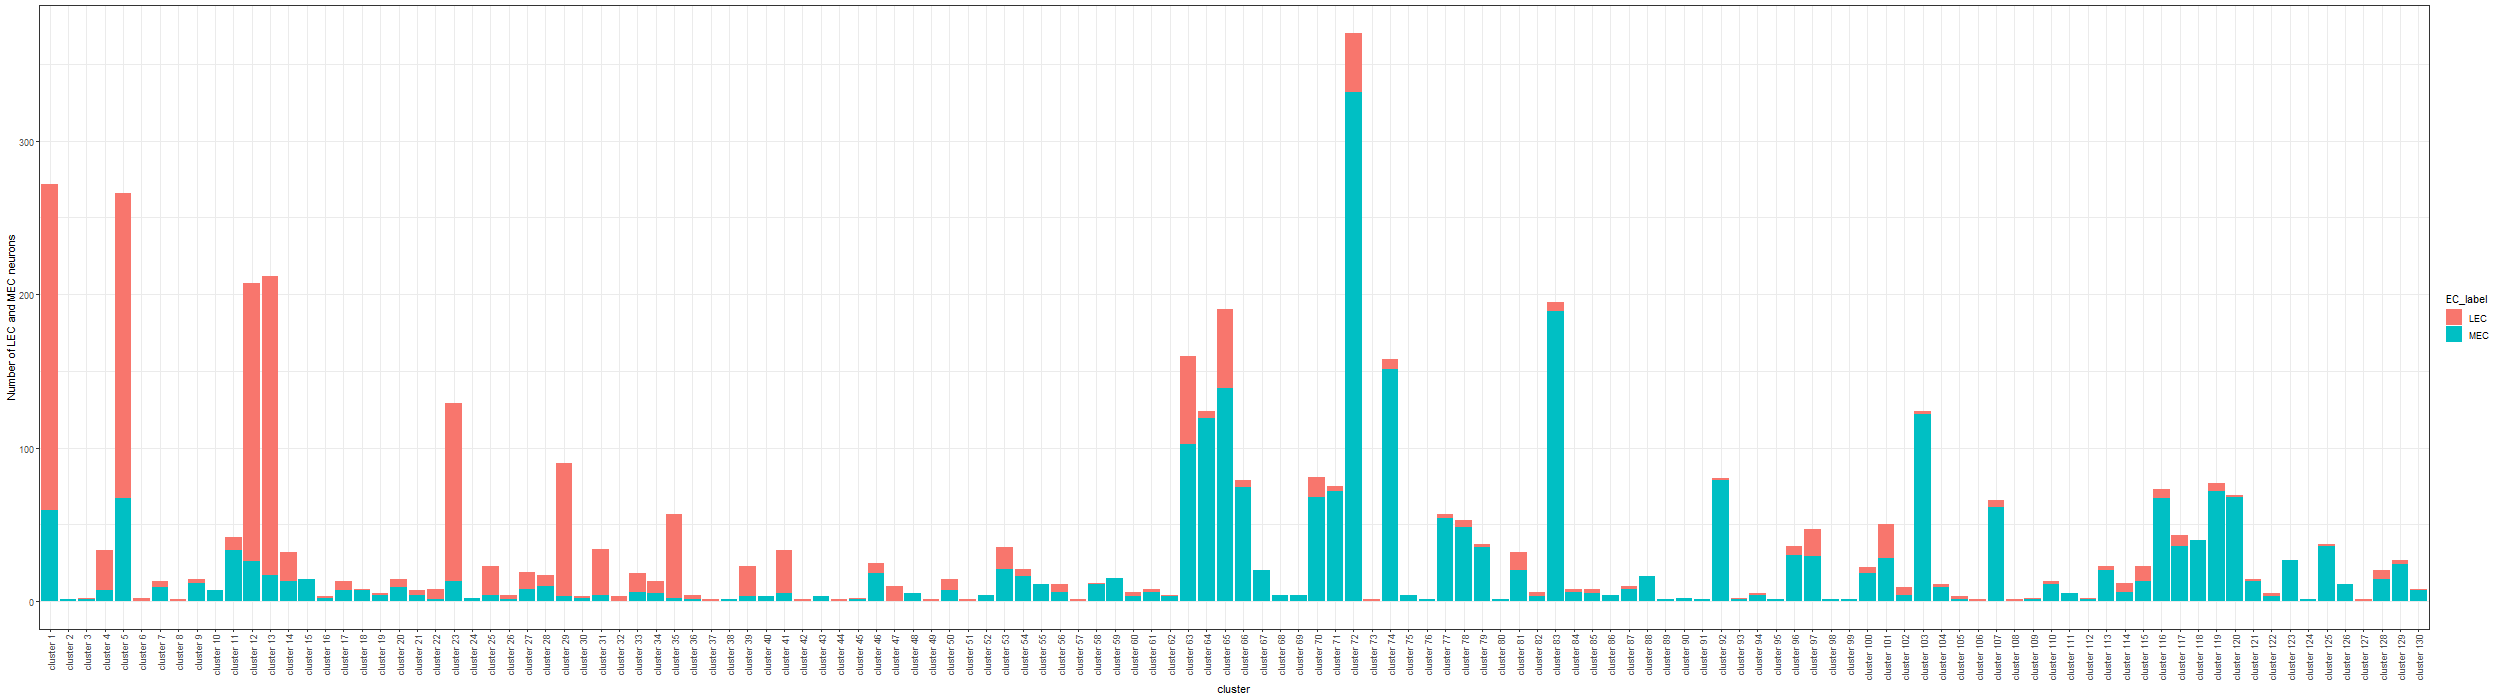 Number of LEC and MEC neurons
300
200
100
0
cluster 1
cluster 2
cluster 3
cluster 4
cluster 5
cluster 6
cluster 7
cluster 8
cluster 9
cluster 10
cluster 11
cluster 12
cluster 13
cluster 14
cluster 15
cluster 16
cluster 17
cluster 18
cluster 19
cluster 20
cluster 21
cluster 22
cluster 23
cluster 24
cluster 25
cluster 26
cluster 27
cluster 28
cluster 29
cluster 30
cluster 31
cluster 32
cluster 33
cluster 34
cluster 35
cluster 36
cluster 37
cluster 38
cluster 39
cluster 40
cluster 41
cluster 42
cluster 43
cluster 44
cluster 45
cluster 46
cluster 47
cluster 48
cluster 49
cluster 50
cluster 51
cluster 52
cluster 53
cluster 54
cluster 55
cluster 56
cluster 57
cluster 58
cluster 59
cluster 60
cluster 61
cluster 62
cluster 63
cluster 64
cluster 65
cluster 66
cluster 67
cluster 68
cluster 69
cluster 70
cluster 71
cluster 72
cluster 73
cluster 74
cluster 75
cluster 76
cluster 77
cluster 78
cluster 79
cluster 80
cluster 81
cluster 82
cluster 83
cluster 84
cluster 85
cluster 86
cluster 87
cluster 88
cluster 89
cluster 90
cluster 91
cluster 92
cluster 93
cluster 94
cluster 95
cluster 96
cluster 97
cluster 98
cluster 99
cluster 100
cluster 101
cluster 102
cluster 103
cluster 104
cluster 105
cluster 106
cluster 107
cluster 108
cluster 109
cluster 110
cluster 111
cluster 112
cluster 113
cluster 114
cluster 115
cluster 116
cluster 117
cluster 118
cluster 119
cluster 120
cluster 121
cluster 122
cluster 123
cluster 124
cluster 125
cluster 126
cluster 127
cluster 128
cluster 129
cluster 130
cluster
EC_label
LEC
MEC